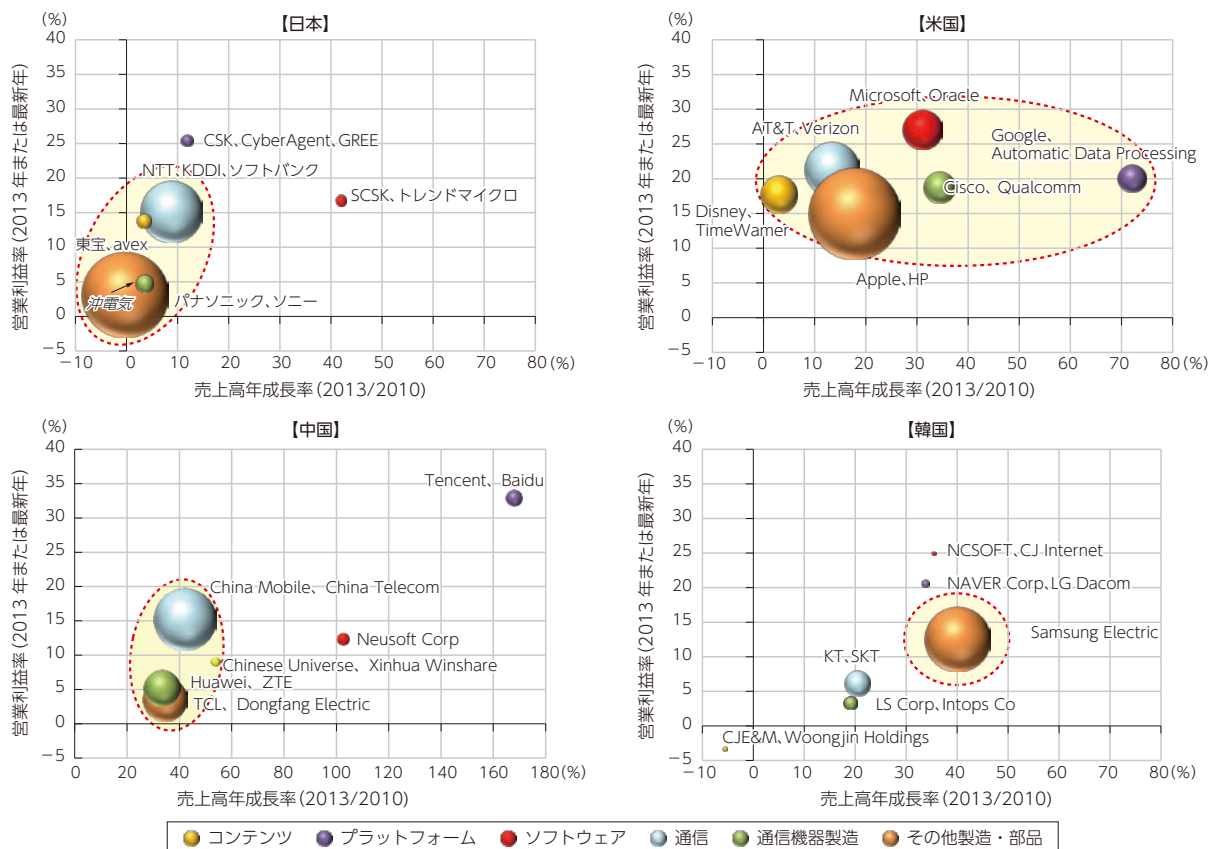 【日本】
(%)
40
35
30
25
20
15
10
5
0
−5
営業利益率(2013年または最新年)
CSK、CyberAgent、GREE
NTT、KDDI、ソフトバンク
SCSK、トレンドマイクロ
東宝、avex
沖電気
パナソニック、ソニー
−10 0 10 20 30 40 50 60 70 80(%)
売上高年成長率(2013/2010)
【米国】
(%)
40
35
30
25
20
15
10
5
0
−5
営業利益率(2013年または最新年)
Microsoft、Oracle
AT&T、Verizon
Google、
Automatic Data Processing
Cisco、Qualcomm
Disney、
TimeWamer
Apple、HP
−10 0 10 20 30 40 50 60 70 80(%)
売上高年成長率(2013/2010)
【中国】
(%)
40
35
30
25
20
15
10
5
0
−5
営業利益率(2013年または最新年)
Tencent、Baidu
China Mobile、China Telecom
Neusoft Corp
Chinese Universe、Xinhua Winshare
Huawei、ZTE
TCL、Dongfang Electric
0 20 40 60 80 100 120 140 160 180(%)
売上高年成長率(2013/2010)
【韓国】
(%)
40
35
30
25
20
15
10
5
0
−5
営業利益率(2013年または最新年)
NCSOFT、CJ Internet
NAVER Corp、LG Dacom
Samsung Electric
KT、SKT
LS Corp、Intops Co
CJE&M、Woongjin Holdings
−10 0 10 20 30 40 50 60 70 80(%)
売上高年成長率(2013/2010)
コンテンツ プラットフォーム ソフトウェア 通信 通信機器製造 その他製造・部品